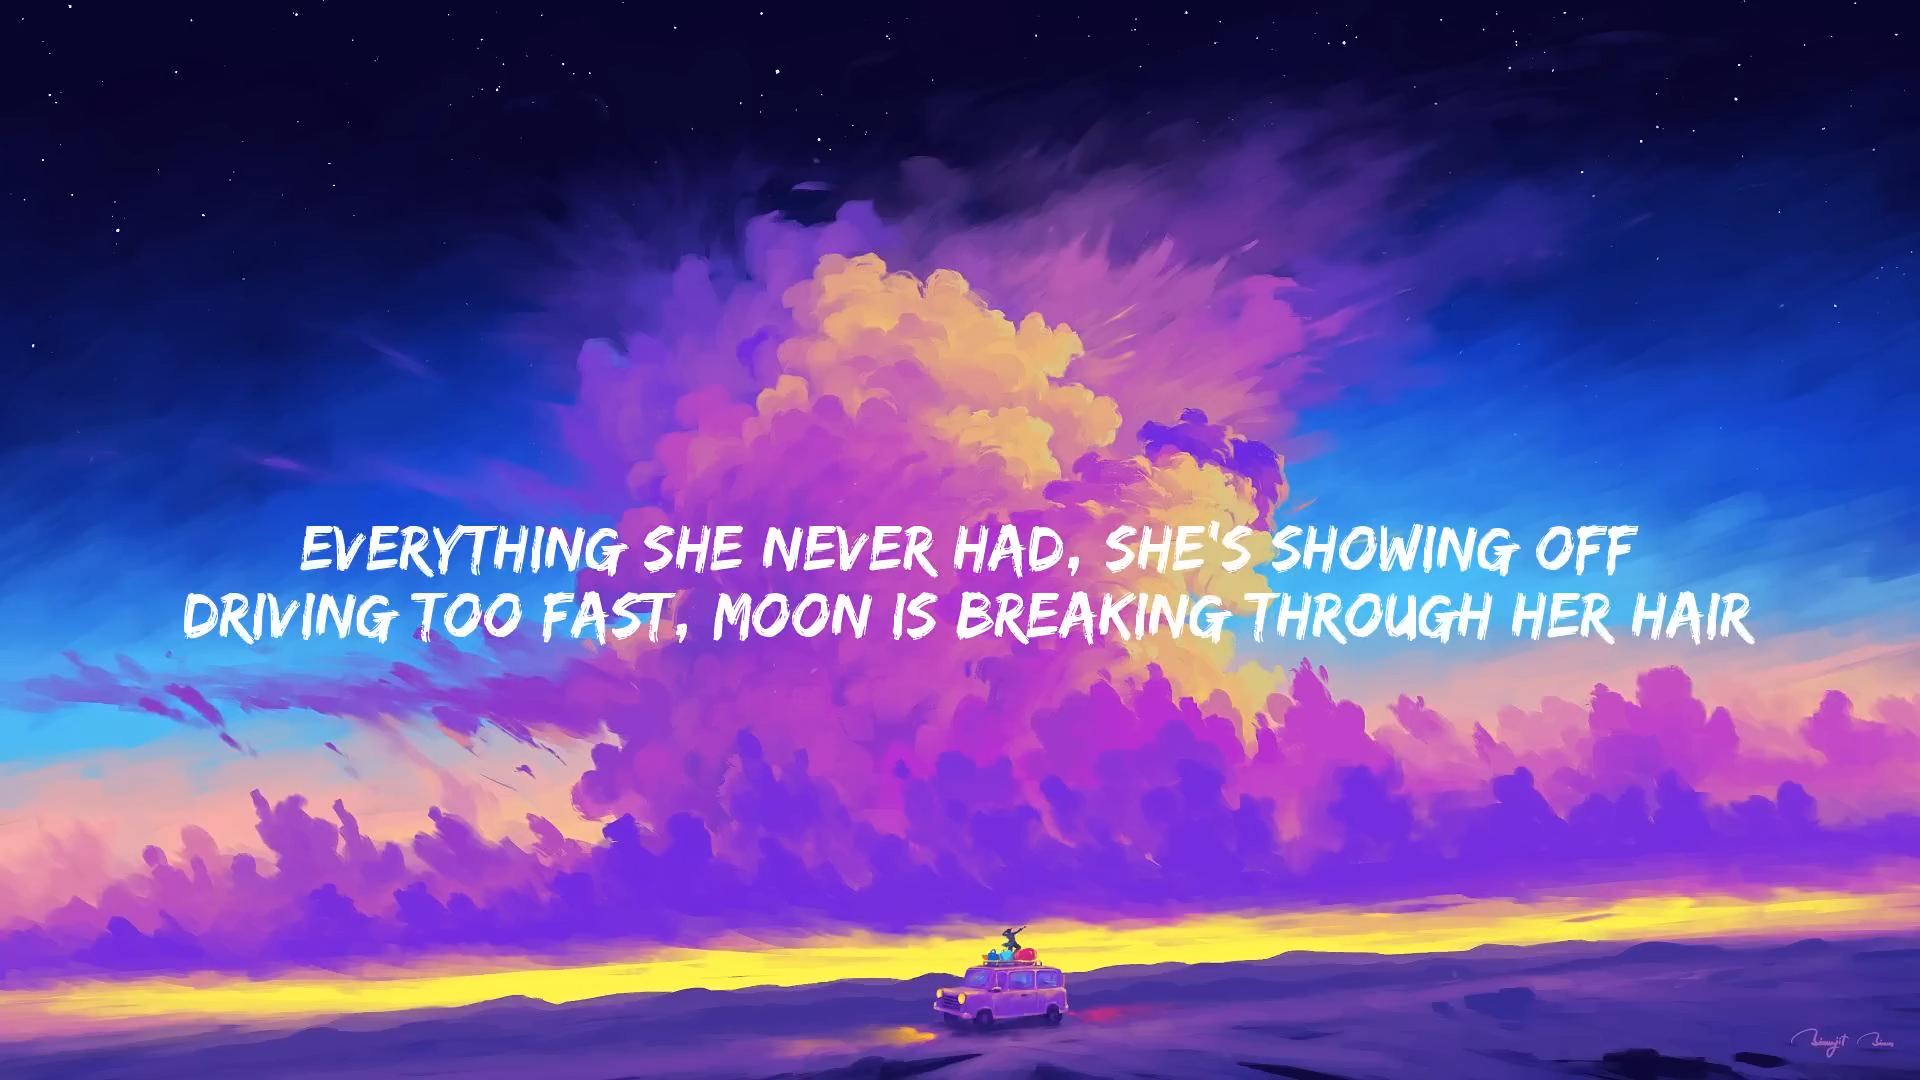 EVERYTHING SHE NEVER HAD, SHE'S SHOWING OFF
DRIVING TOO FAST, MOON IS BREAKING THROUGH HER HAIR